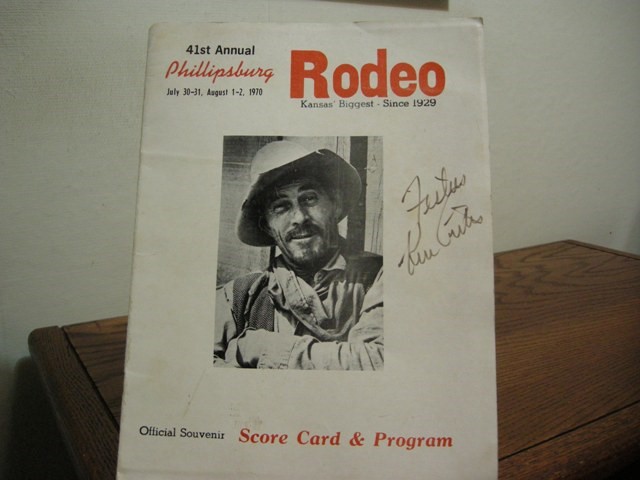 41st Annual
Phillipsburg
Rodeo
July 30-31, August 1-2, 1970
Kansas' Biggest - Since 1929
Festus
Ken Curtis
Official Souvenir Score Card & Program